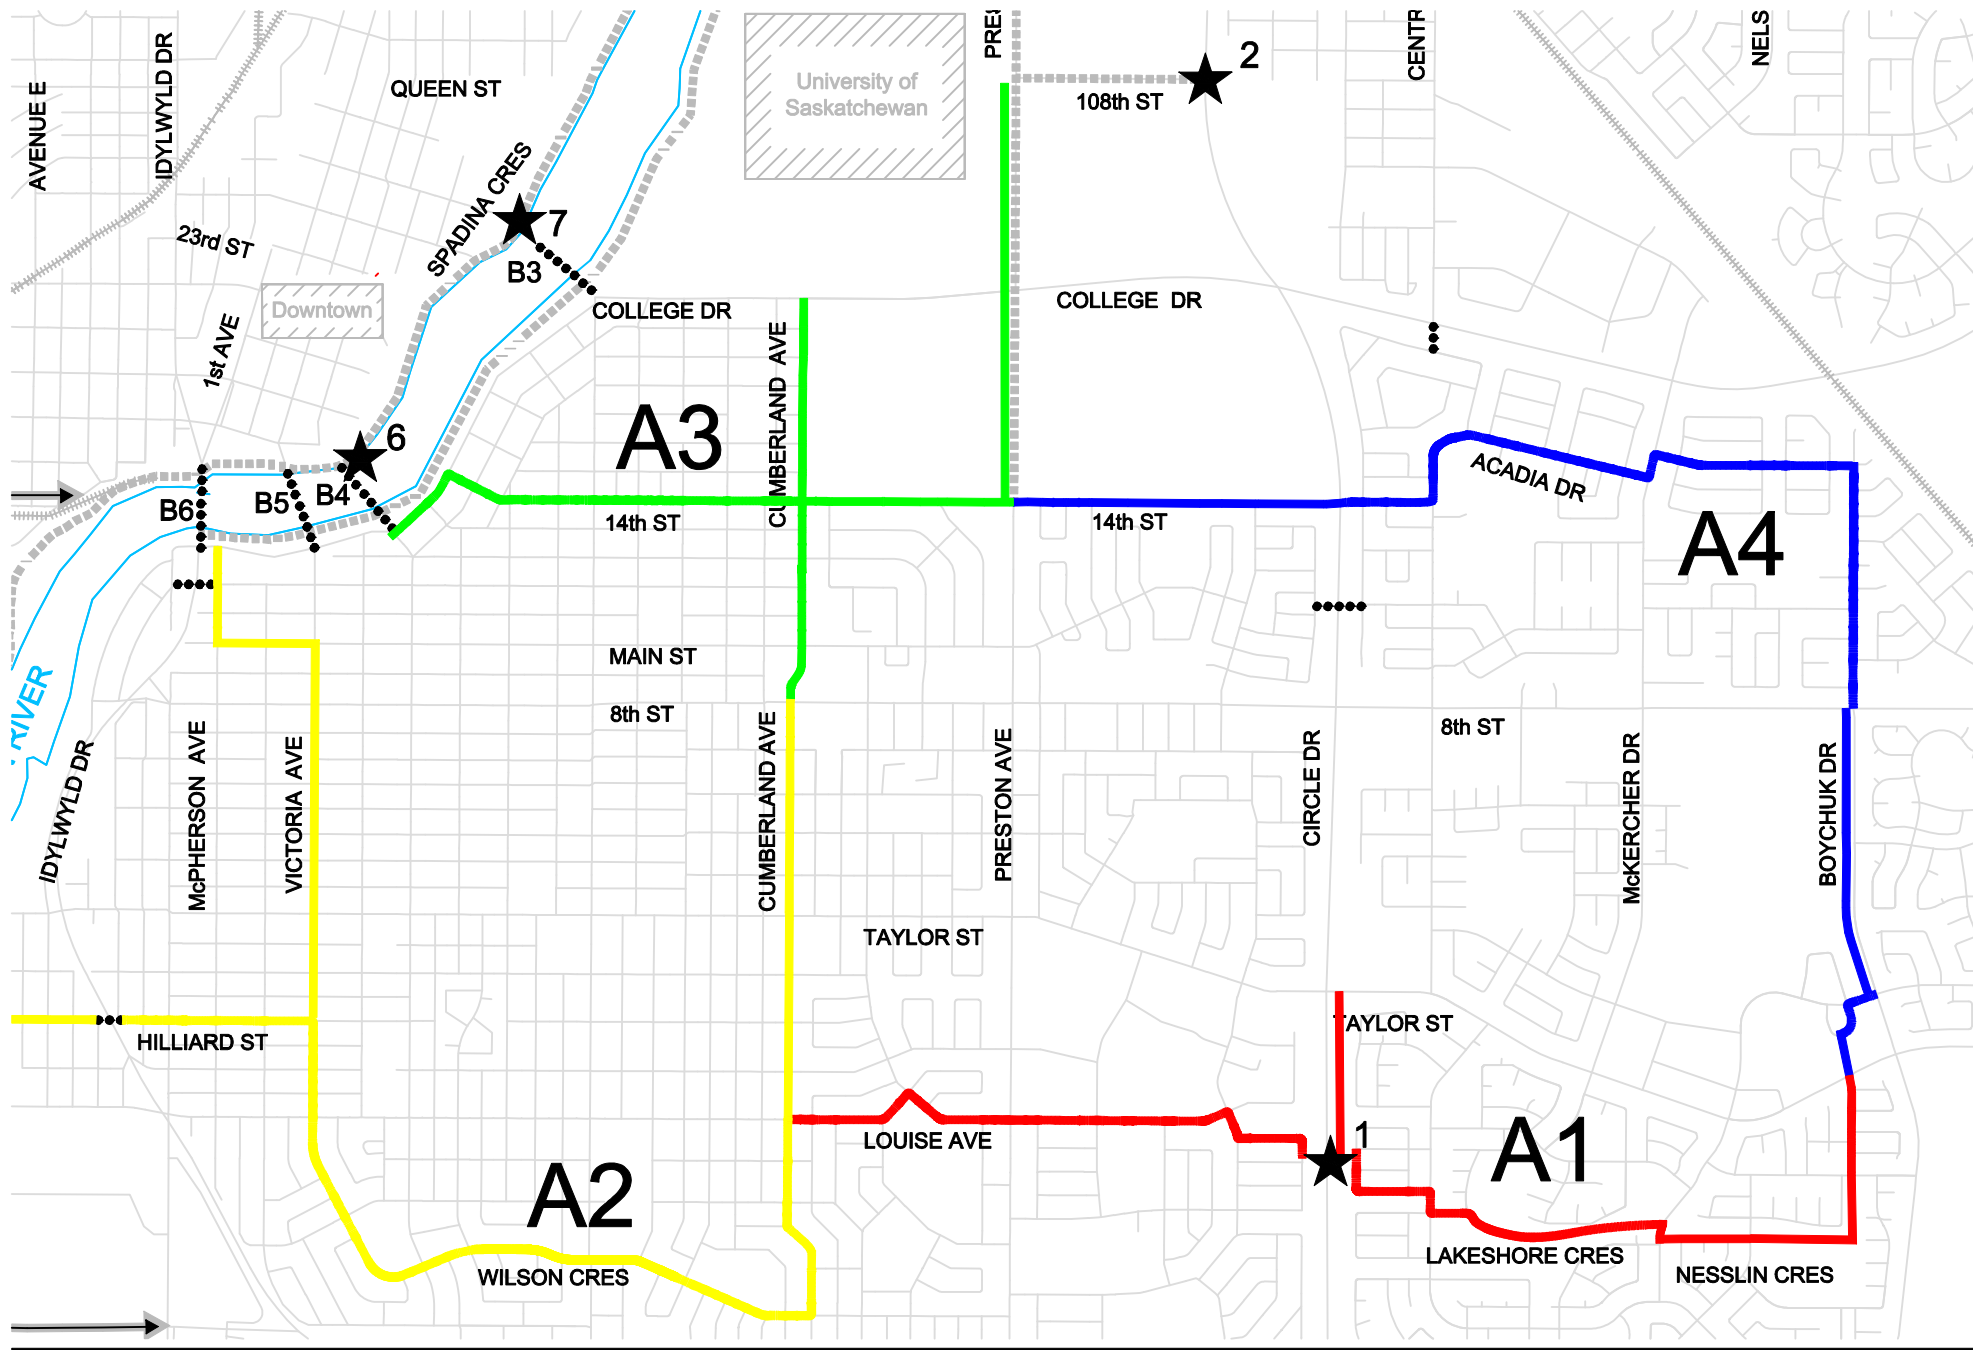 PRES
CENTR
NELS
2
AVENUE E
IDYLWYLD DR
QUEEN ST
University of
Saskatchewan
108th ST
SPADINA CRES
7
23rd ST
B3
Downtown
COLLEGE DR
COLLEGE DR
1st AVE
CUMBERLAND AVE
A3
6
B6
B5
B4
14th ST
14th ST
ACADIA DR
A4
RIVER
MAIN ST
8th ST
8th ST
IDYLWYLD DR
McPHERSON AVE
VICTORIA AVE
CUMBERLAND AVE
PRESTON AVE
CIRCLE DR
McKERCHER DR
BOYCHUK DR
TAYLOR ST
TAYLOR ST
HILLIARD ST
LOUISE AVE
1
A1
A2
WILSON CRES
LAKESHORE CRES
NESSLIN CRES